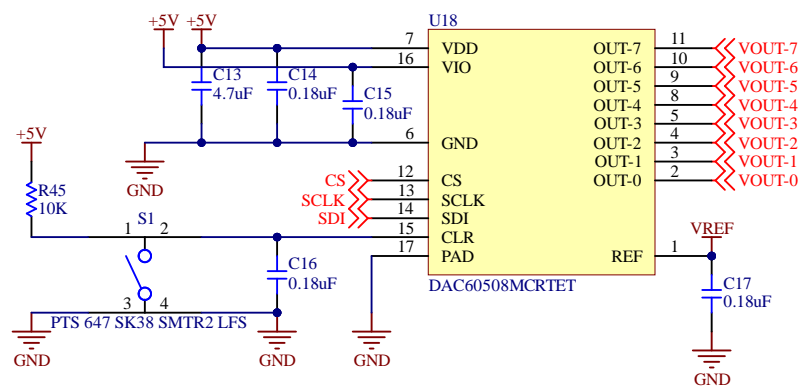 +5V +5V
U18
7 VDD OUT-7 11 VOUT-7
16 VIO OUT-6 10 VOUT-6
C13 C14 OUT-5 9 VOUT-5
4.7uF 0.18uF C15 OUT-4 8 VOUT-4
0.18uF OUT-3 5 VOUT-3
+5V 6 GND OUT-2 4 VOUT-2
OUT-1 3 VOUT-1
GND
CS 12 CS OUT-0 2 VOUT-0
R45 SCLK 13 SCLK
10K S1 SDI 14 SDI
1 2 15 CLR VREF
17 PAD REF 1
C16
0.18uF DAC60508MCRTET C17
0.18uF
3 4
PTS 647 SK38 SMTR2 LFS
GND GND GND GND